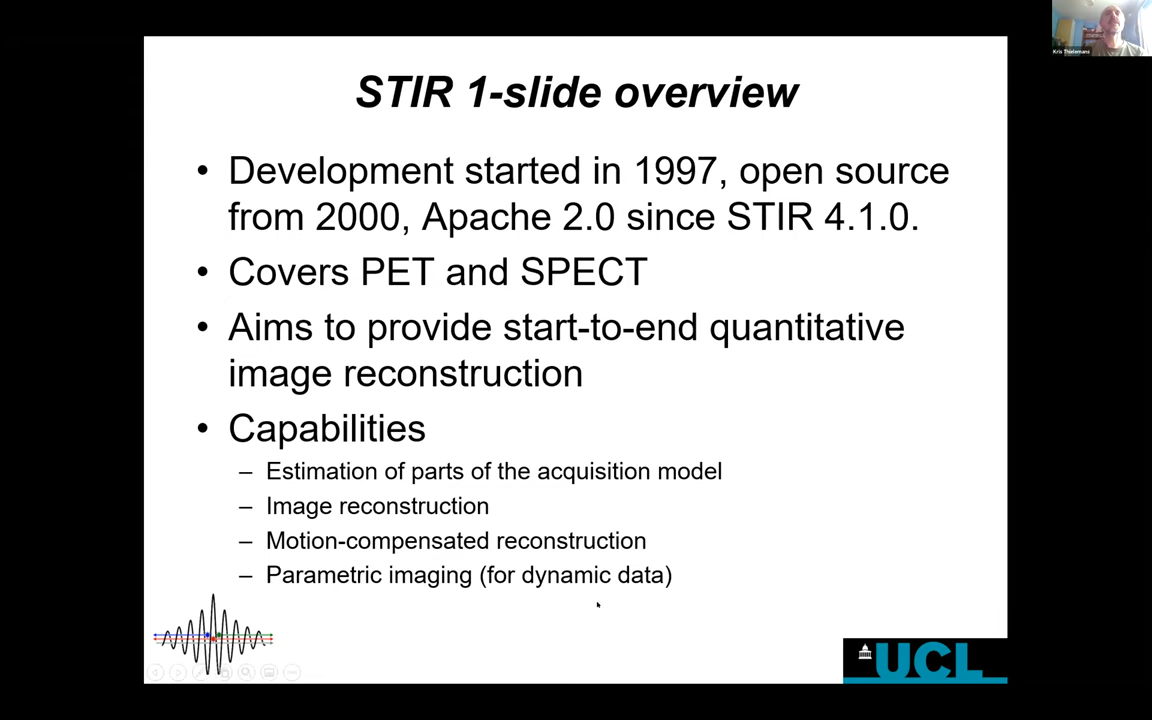 Kris Thielemans
STIR 1-slide overview
• Development started in 1997, open source
from 2000, Apache 2.0 since STIR 4.1.0.
• Covers PET and SPECT
• Aims to provide start-to-end quantitative
image reconstruction
• Capabilities
– Estimation of parts of the acquisition model
– Image reconstruction
– Motion-compensated reconstruction
– Parametric imaging (for dynamic data)
UCL